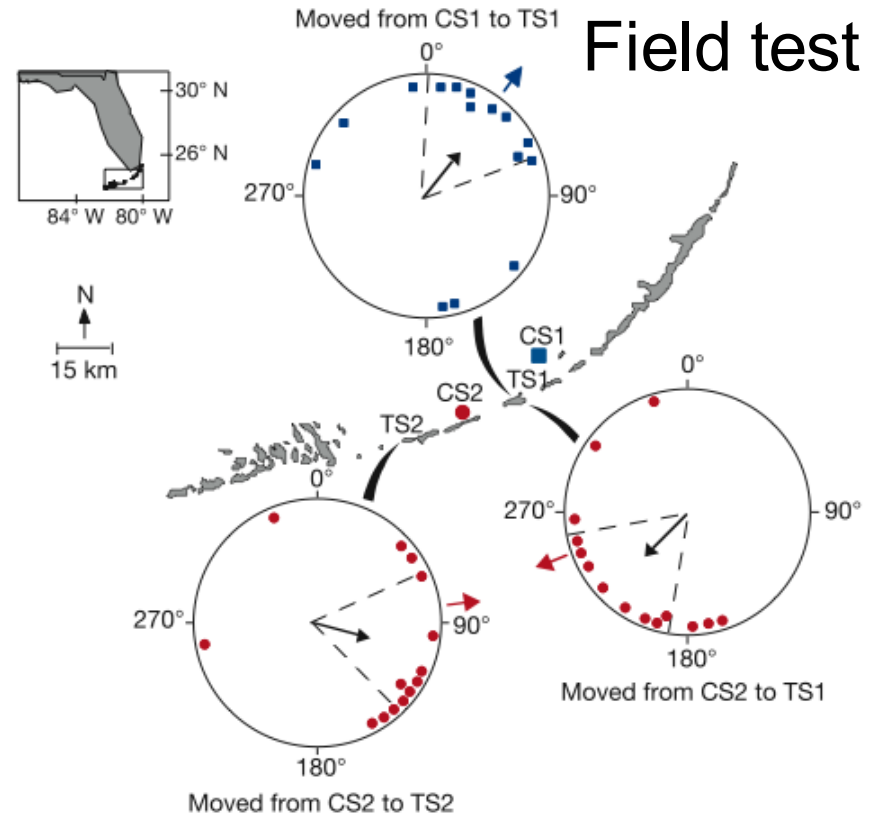 Moved from CS1 to TS1
Field test
0°
30° N
26° N
84° W 80° W
270°
90°
180°
N
15 km
CS1
TS1
CS2
TS2
0°
270°
90°
180°
Moved from CS2 to TS1
0°
270°
90°
180°
Moved from CS2 to TS2